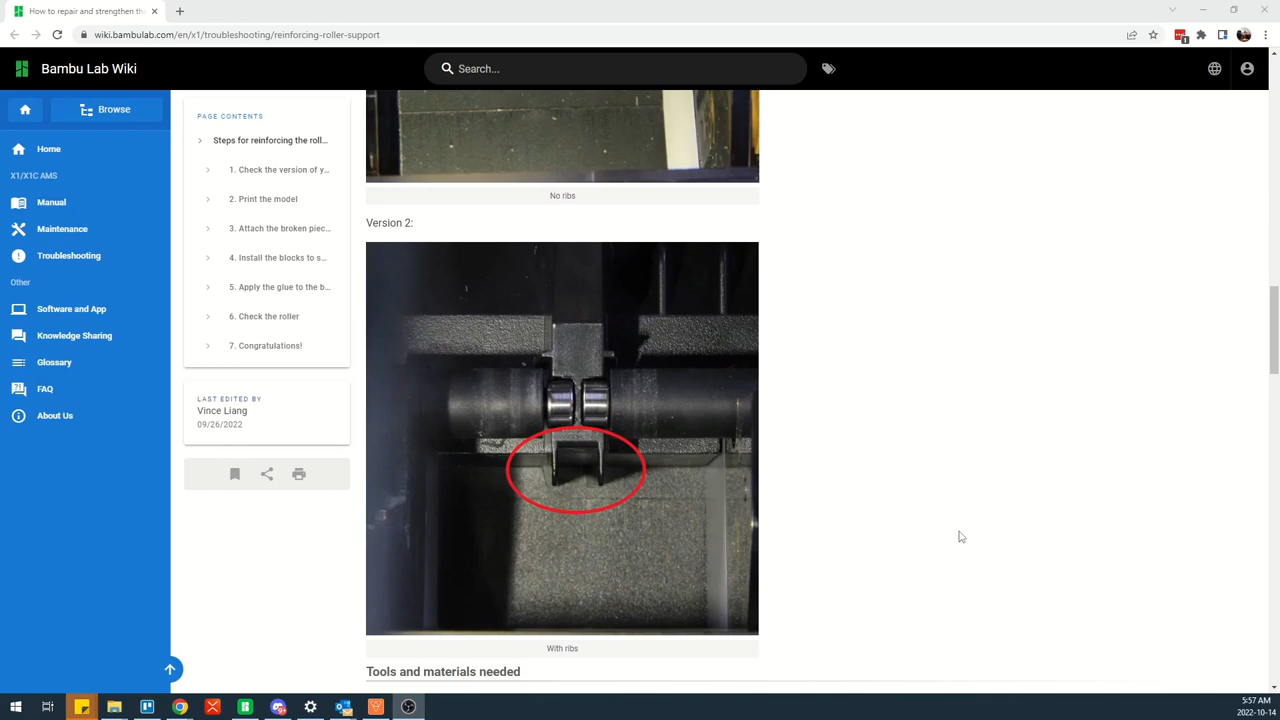 How to repair and strengthen the
wiki.bambulab.com/en/x1/troubleshooting/reinforcing-roller-support
1
Bambu Lab Wiki
Search...
Browse
Home
X1/X1C AMS
Manual
Maintenance
Troubleshooting
Other
Software and App
Knowledge Sharing
Glossary
FAQ
About Us
PAGE CONTENTS
Steps for reinforcing the roll...
1. Check the version of y...
2. Print the model
3. Attach the broken piec...
4. Install the blocks to s...
5. Apply the glue to the b...
6. Check the roller
7. Congratulations!
LAST EDITED BY
Vince Liang
09/26/2022
No ribs
Version 2:
With ribs
Tools and materials needed
5:57 AM
2022-10-14